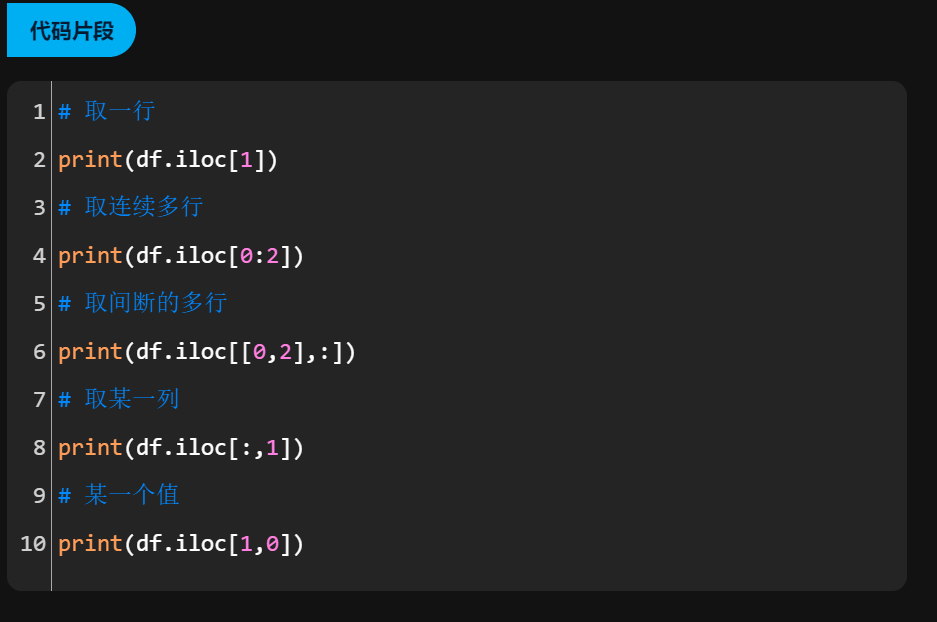 代码片段
1 # 取一行
2 print(df.iloc[1])
3 # 取连续多行
4 print(df.iloc[0:2])
5 # 取间断的多行
6 print(df.iloc[[0,2],:])
7 # 取某一列
8 print(df.iloc[:,1])
9 # 某一个值
10 print(df.iloc[1,0])